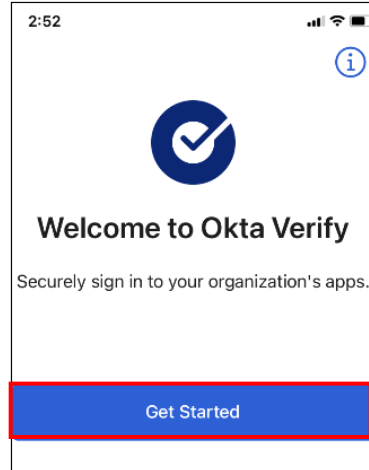 2:52
i
Welcome to Okta Verify
Securely sign in to your organization's apps.
Get Started